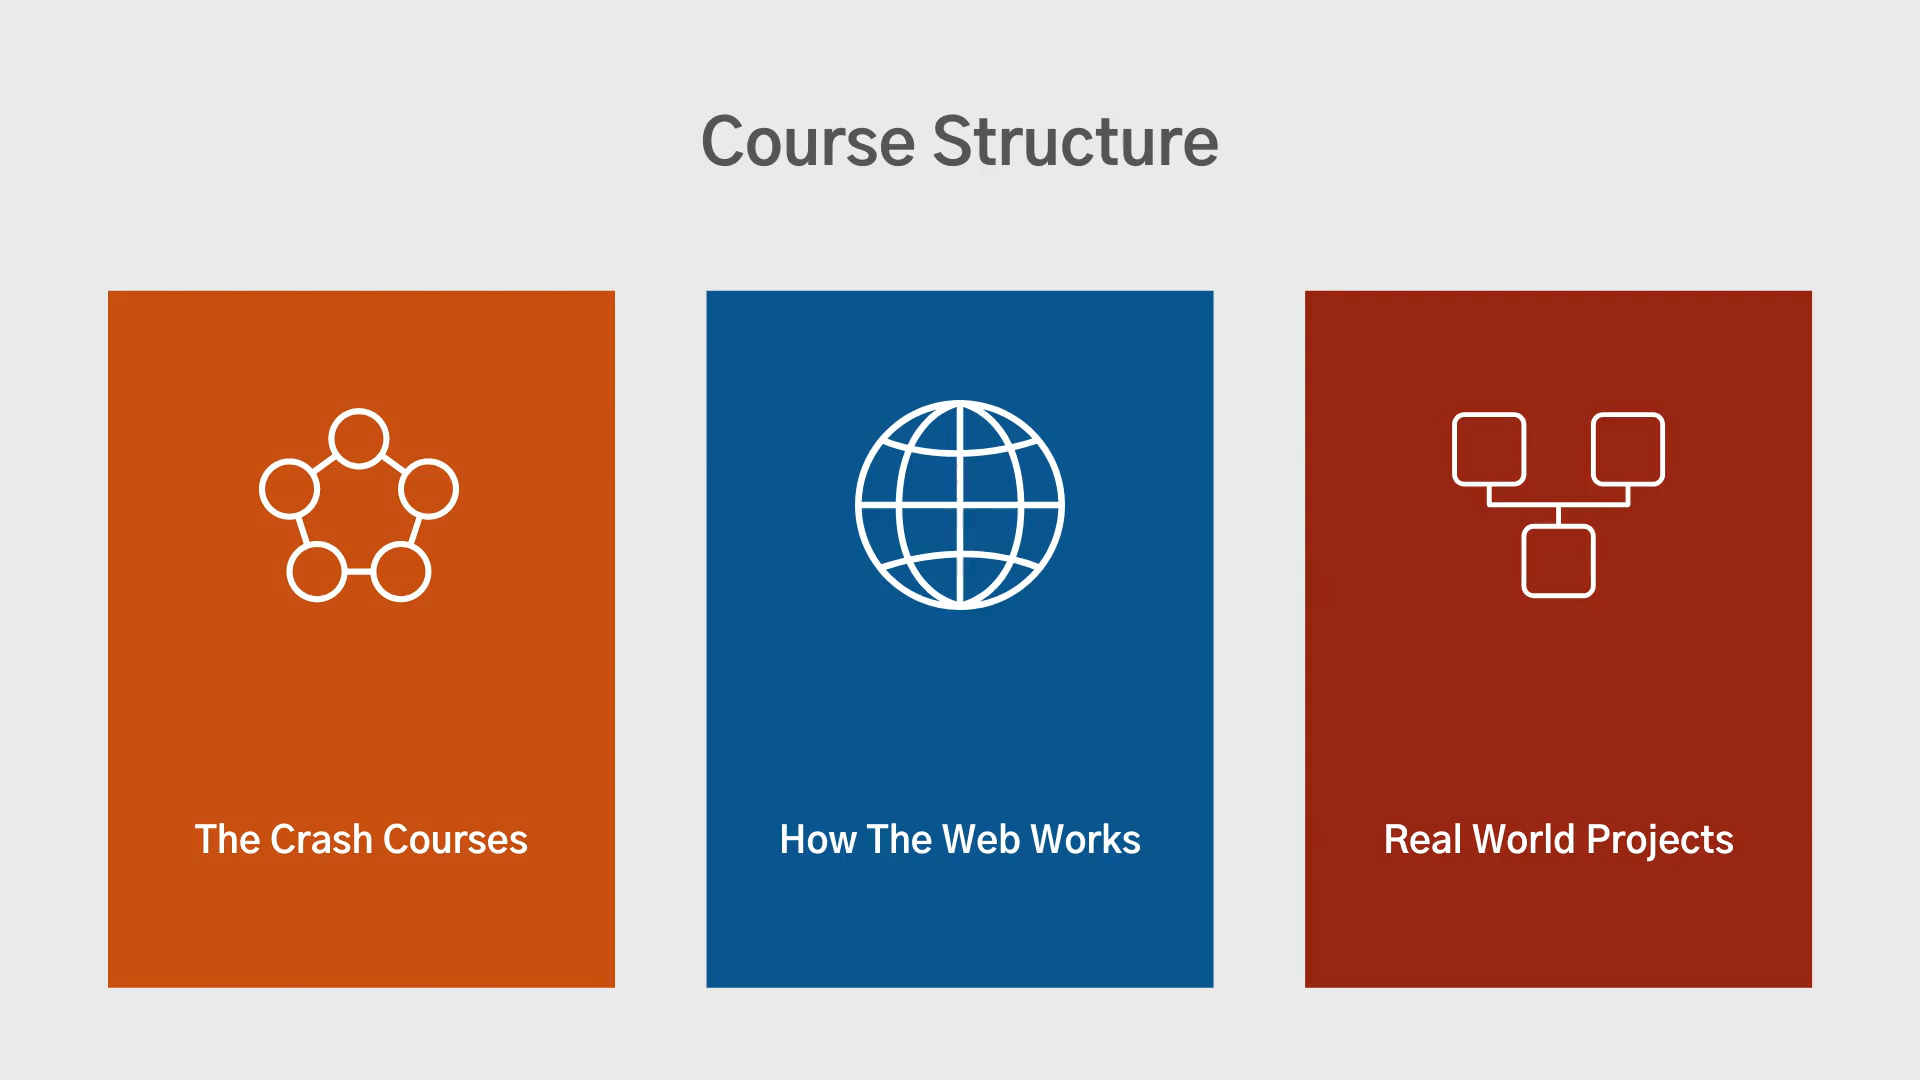 Course Structure
The Crash Courses
How The Web Works
Real World Projects